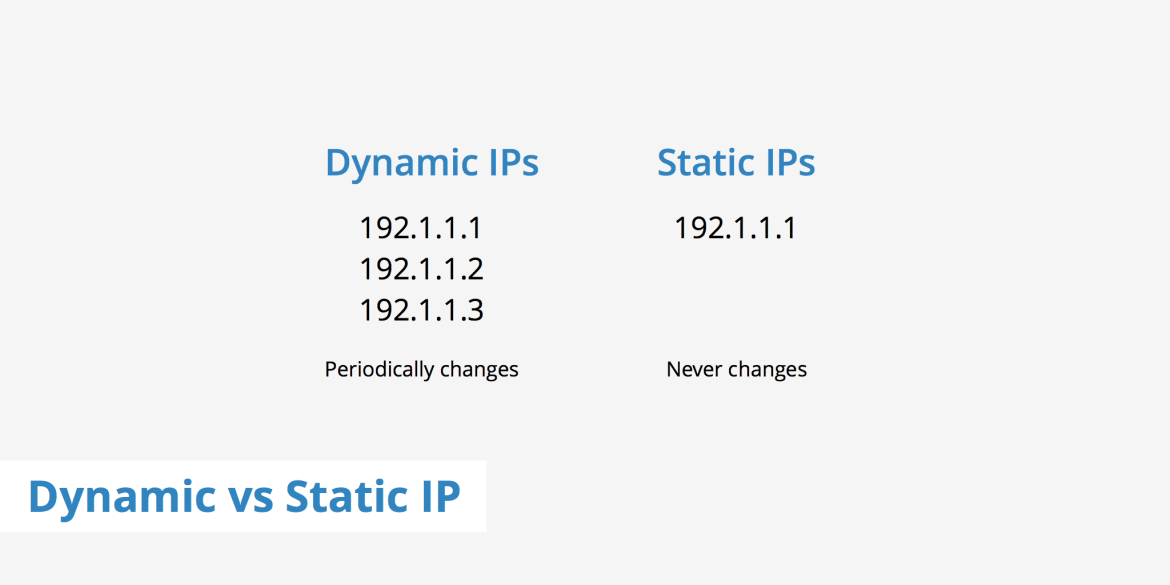 Dynamic IPs
192.1.1.1
192.1.1.2
192.1.1.3
Periodically changes
Static IPs
192.1.1.1
Never changes
Dynamic vs Static IP